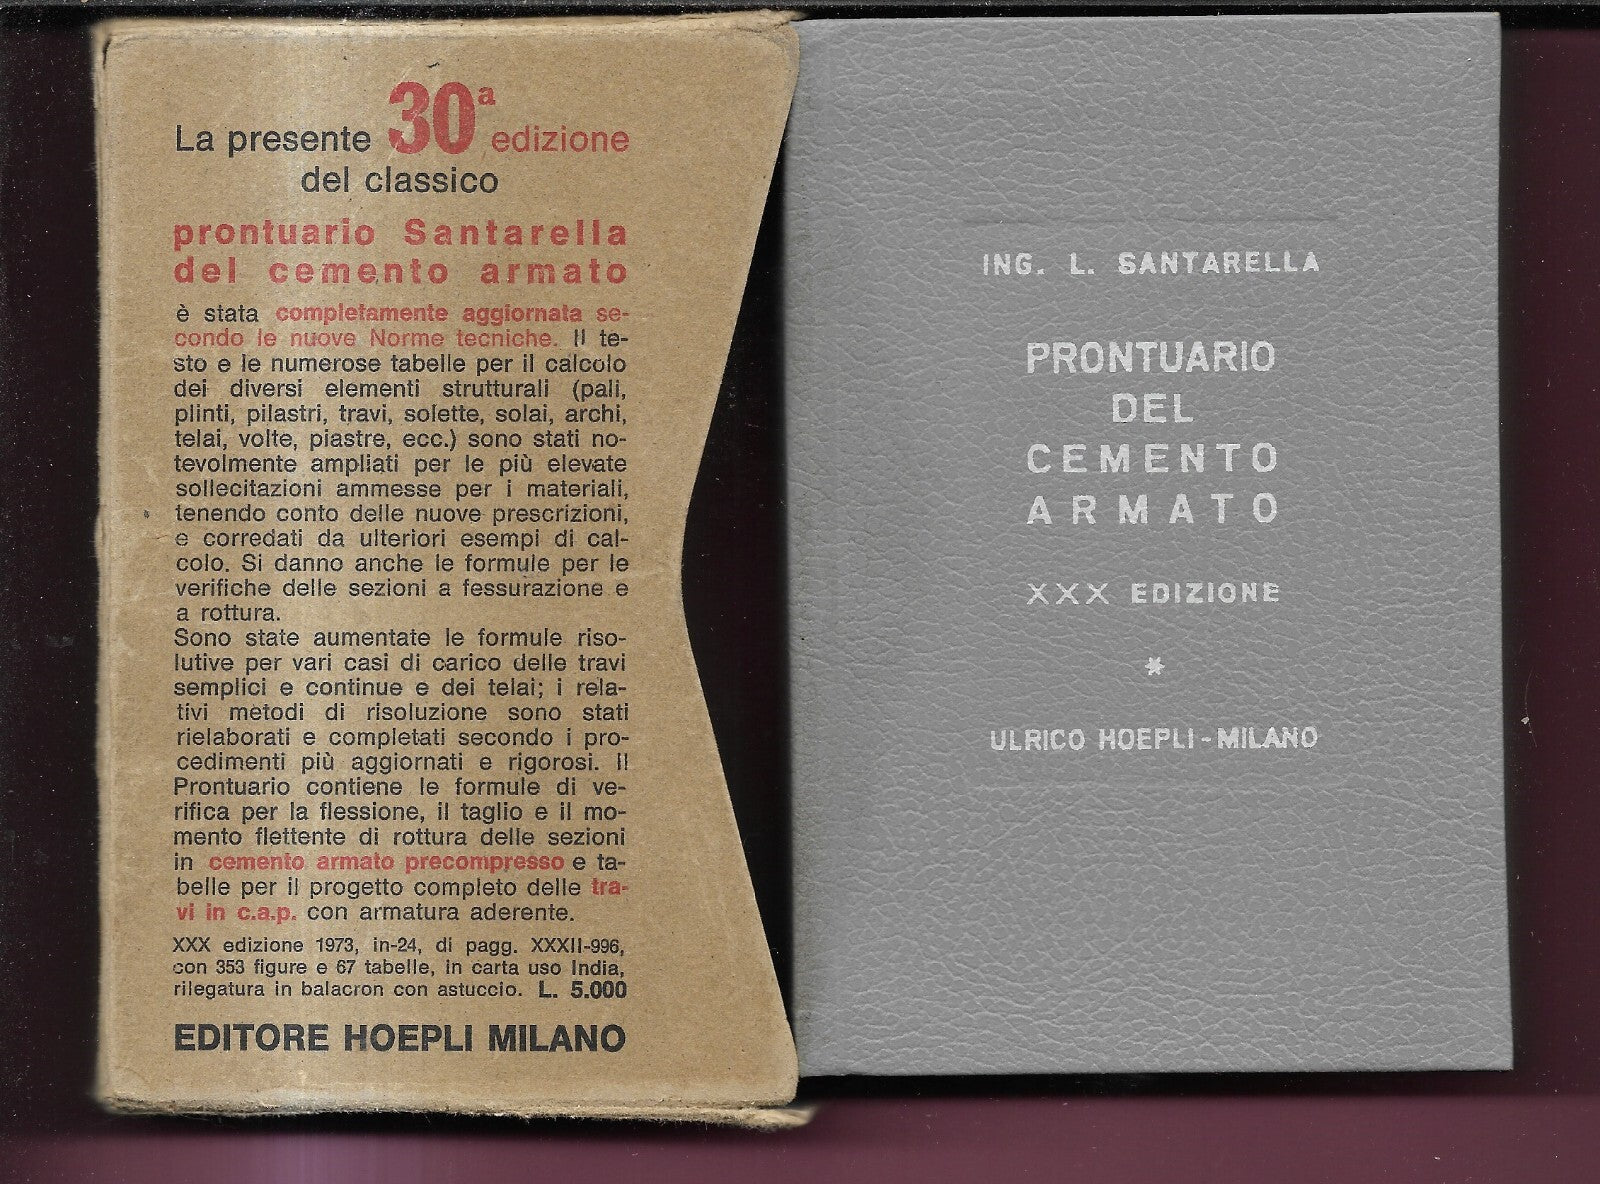 La presente 30ª edizione
del classico
prontuario Santarella
del cemento armato
è stata completamente aggiornata se-
condo le nuove Norme tecniche. Il te-
sto e le numerose tabelle per il calcolo
dei diversi elementi strutturali (pali,
plinti, pilastri, travi, solette, solai, archi,
telai, volte, piastre, ecc.) sono stati no-
tevolmente ampliati per le più elevate
sollecitazioni ammesse per i materiali,
tenendo conto delle nuove prescrizioni,
e corredati da ulteriori esempi di cal-
colo. Si danno anche le formule per le
verifiche delle sezioni a fessurazione e
a rottura.
Sono state aumentate le formule riso-
lutive per vari casi di carico delle travi
semplici e continue e dei telai; i rela-
tivi metodi di risoluzione sono stati
rielaborati e completati secondo i pro-
cedimenti più aggiornati e rigorosi. Il
Prontuario contiene le formule di ve-
rifica per la flessione, il taglio e il mo-
mento flettente di rottura delle sezioni
in cemento armato precompresso e ta-
belle per il progetto completo delle tra-
vi in c.a.p. con armatura aderente.
XXX edizione 1973, in-24, di pagg. XXXII-996,
con 353 figure e 67 tabelle, in carta uso India,
rilegatura in balacron con astuccio. L. 5.000
EDITORE HOEPLI MILANO
ING. L. SANTARELLA
PRONTUARIO
DEL
CEMENTO
ARMATO
XXX EDIZIONE
*
ULRICO HOEPLI-MILANO